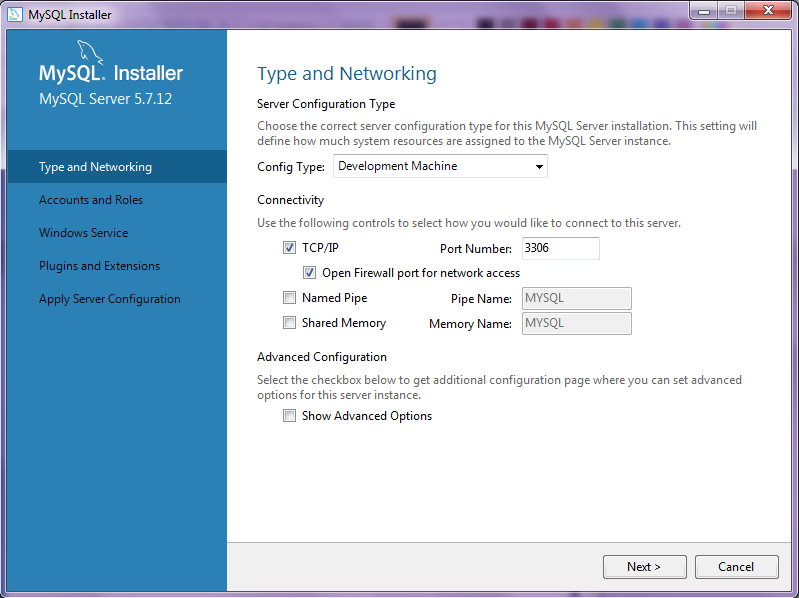 MySQL Installer
MySQL. Installer
MySQL Server 5.7.12
Type and Networking
Accounts and Roles
Windows Service
Plugins and Extensions
Apply Server Configuration
Type and Networking
Server Configuration Type
Choose the correct server configuration type for this MySQL Server installation. This setting will
define how much system resources are assigned to the MySQL Server instance.
Config Type: Development Machine
Connectivity
Use the following controls to select how you would like to connect to this server.
TCP/IP Port Number: 3306
Open Firewall port for network access
Named Pipe Pipe Name: MYSQL
Shared Memory Memory Name: MYSQL
Advanced Configuration
Select the checkbox below to get additional configuration page where you can set advanced
options for this server instance.
Show Advanced Options
Next > Cancel